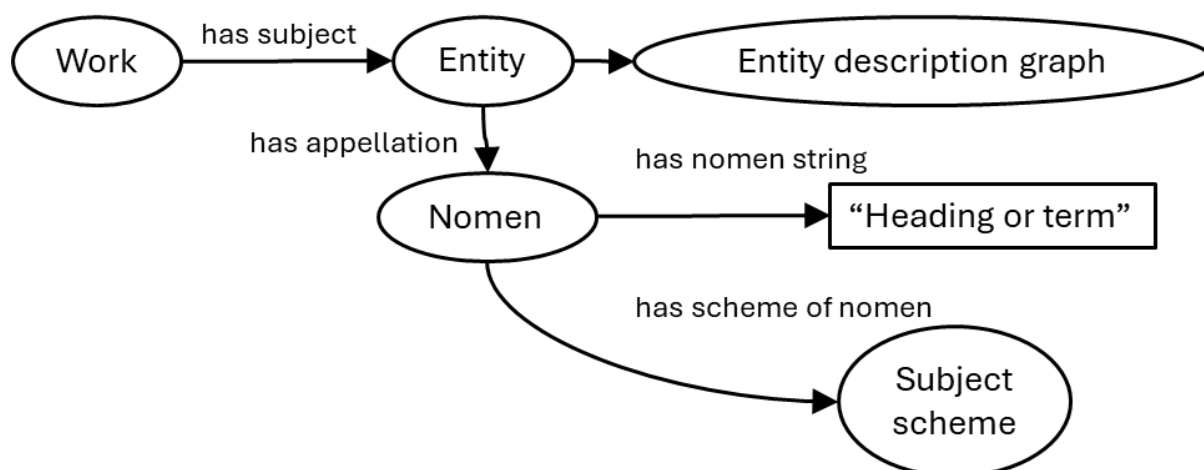 has subject
Work
Entity
Entity description graph
has appellation
has nomen string
Nomen
“Heading or term”
has scheme of nomen
Subject
scheme